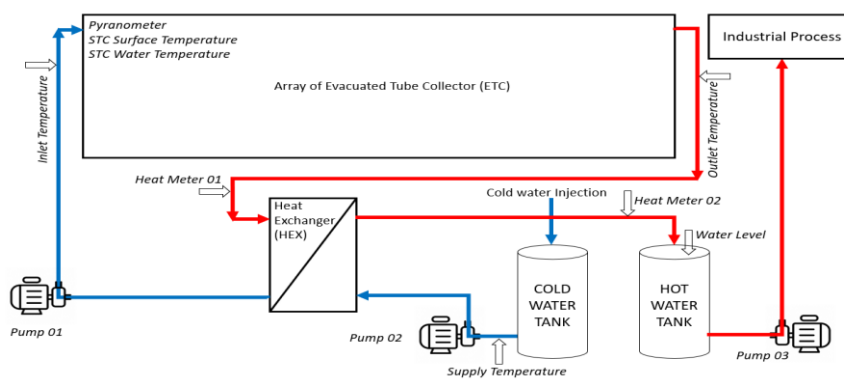 Pyranometer
STC Surface Temperature
STC Water Temperature
Array of Evacuated Tube Collector (ETC)
Industrial Process
Inlet Temperature
Outlet Temperature
Heat Meter 01
Heat
Exchanger
(HEX)
Cold water Injection
Heat Meter 02
Water Level
COLD
WATER
TANK
HOT
WATER
TANK
Pump 01
Pump 02
Pump 03
Supply Temperature